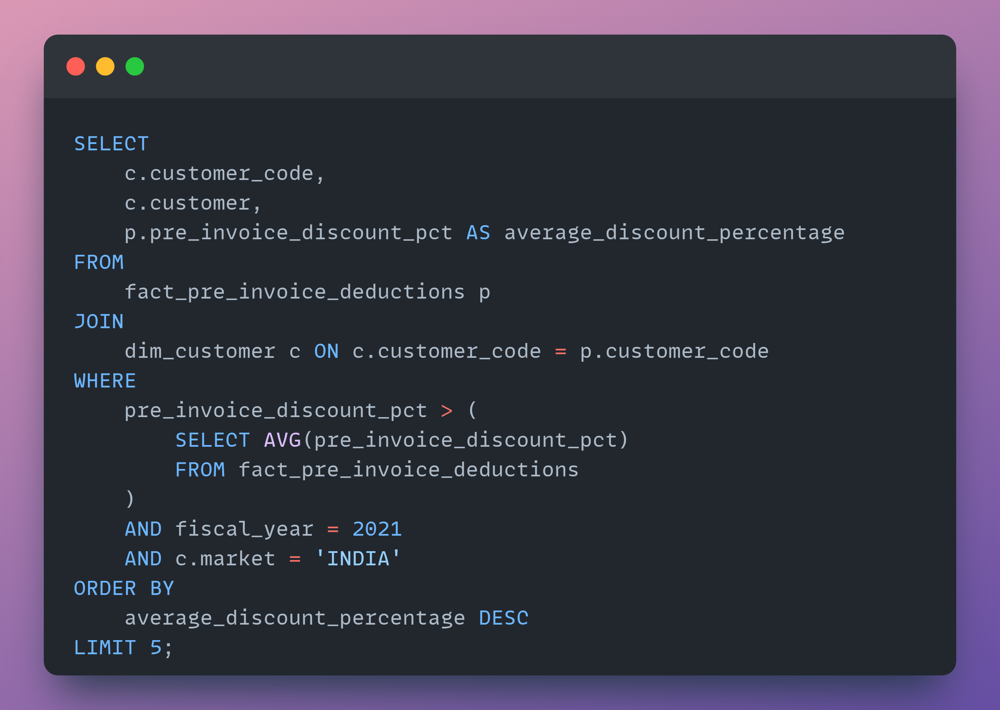 SELECT
    c.customer_code,
    c.customer,
    p.pre_invoice_discount_pct AS average_discount_percentage
FROM
    fact_pre_invoice_deductions p
JOIN
    dim_customer c ON c.customer_code = p.customer_code
WHERE
    pre_invoice_discount_pct > (
        SELECT AVG(pre_invoice_discount_pct)
        FROM fact_pre_invoice_deductions
    )
    AND fiscal_year = 2021
    AND c.market = 'INDIA'
ORDER BY
    average_discount_percentage DESC
LIMIT 5;